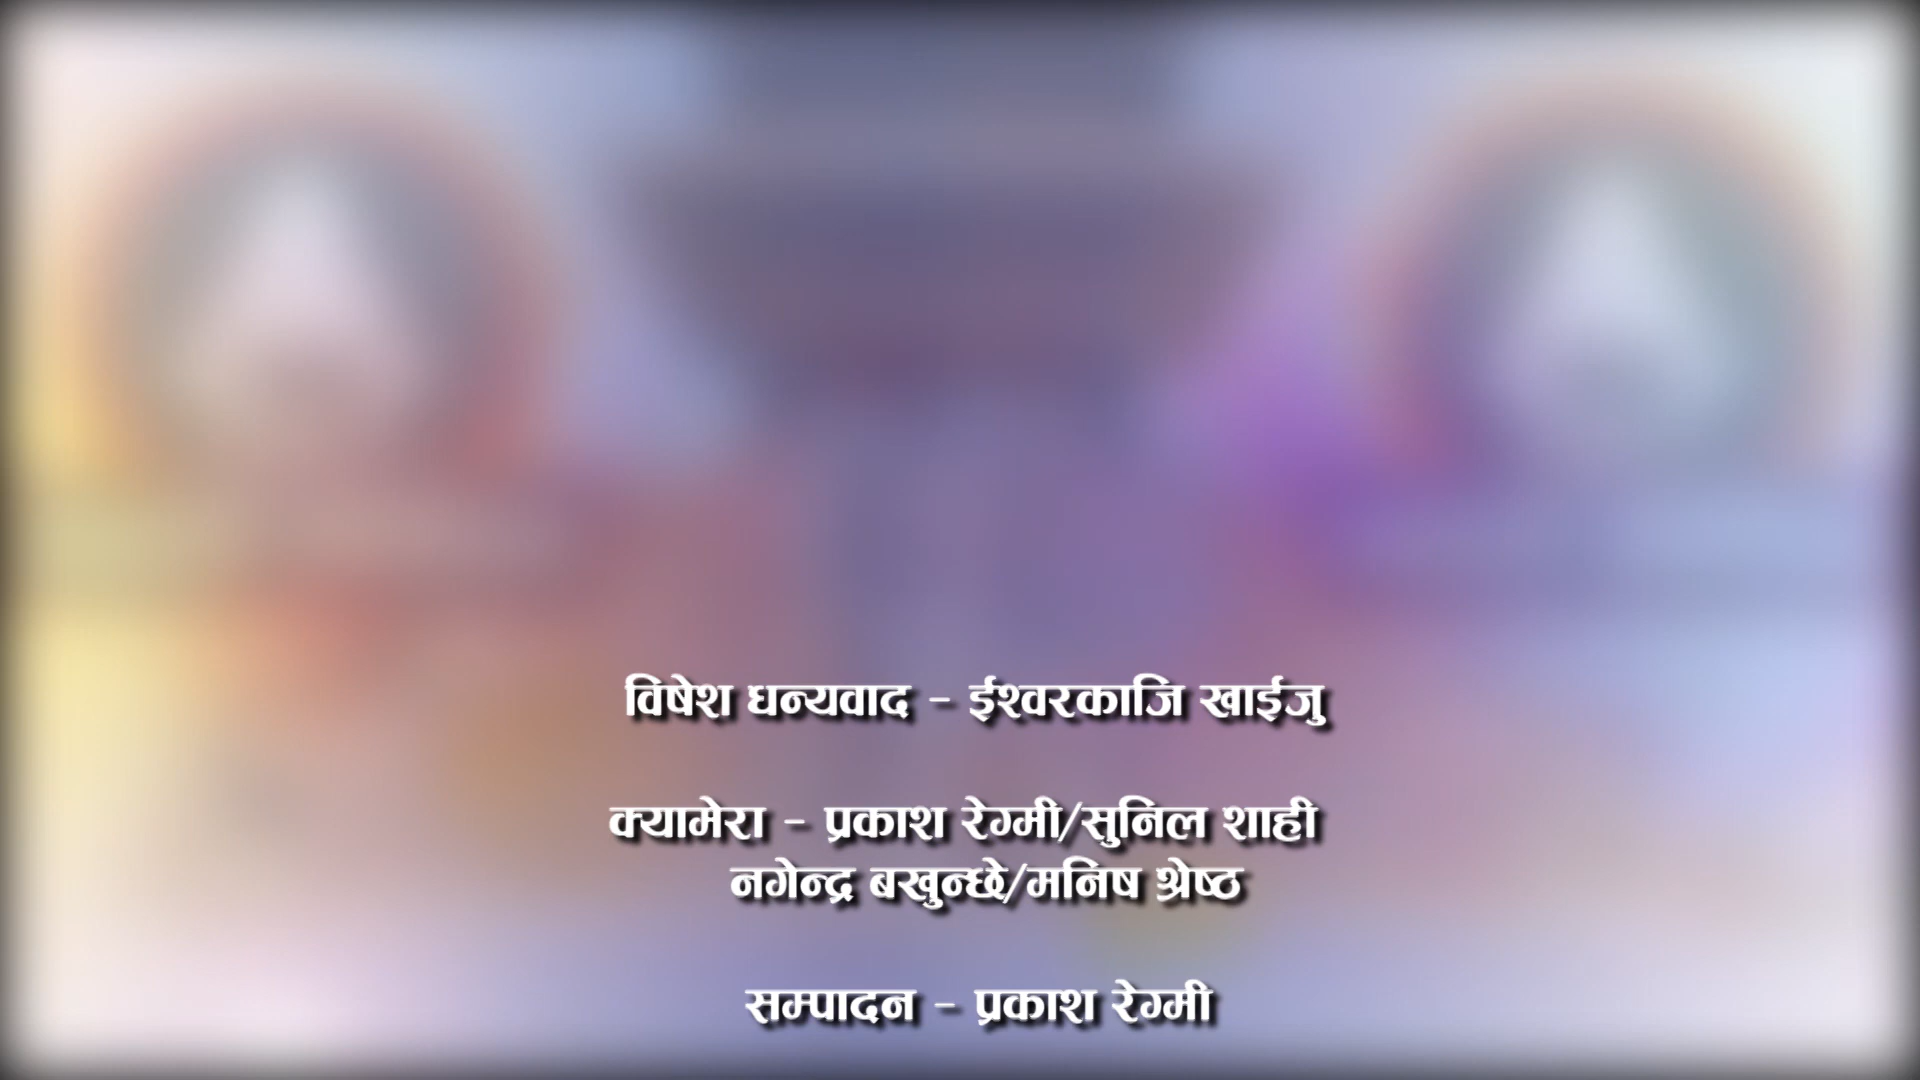 विषेश धन्यवाद - ईश्वरकाजि खाईजु
क्यामेरा - प्रकाश रेग्मी/सुनिल शाही
नगेन्द्र बखुन्छे/मनिष श्रेष्ठ
सम्पादन - प्रकाश रेग्मी